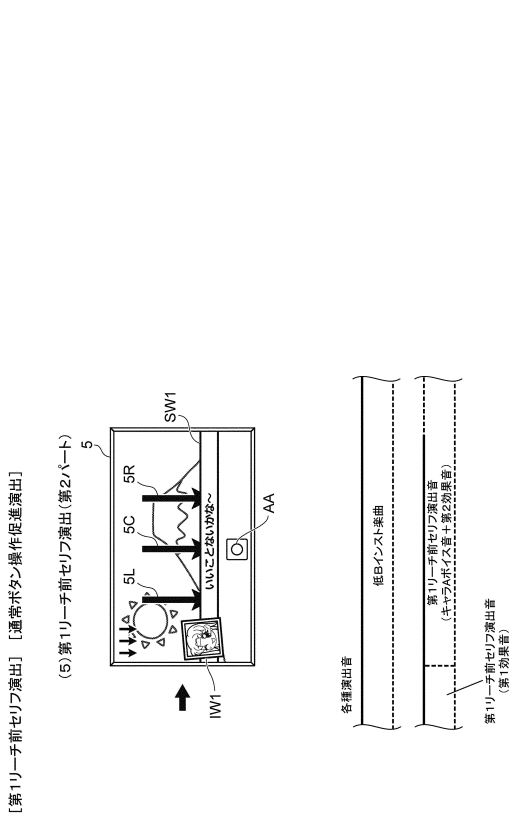 ［第1リーチ前セリフ演出］［通常ボタン操作促進演出］
（5）第1リーチ前セリフ演出（第2パート）
5
SW1
5L
5C
5R
いいことないかな～
IW1
AA
各種演出音
低Bインスト楽曲
第1リーチ前セリフ演出音
（キャラAボイス音＋第2効果音）
第1リーチ前セリフ演出音
（第1効果音）